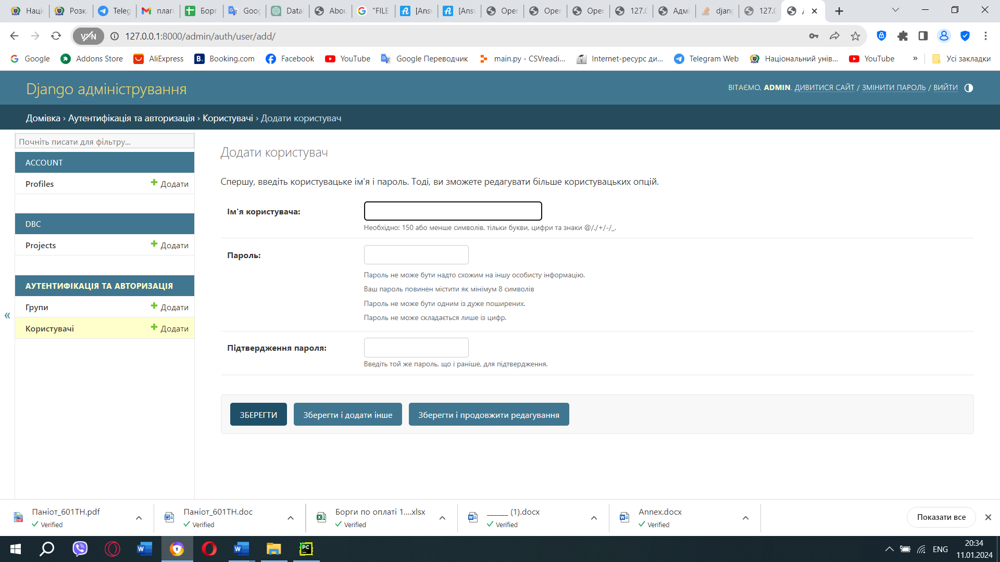 Наці
Розк
Teleg
плагі
Борг
Goog
Data
Abou
"FILE
[Ansv
[Ansv
Oper
Oper
Oper
127.0
Адмі
djang
127.0
VPN
127.0.0.1:8000/admin/auth/user/add/
Google
Addons Store
AliExpress
B. Booking.com
Facebook
YouTube
Google Переводчик
main.py - CSVreadi...
Internet-ресурс ди...
Telegram Web
Національний унів...
YouTube
»
Усі закладки
Django адміністрування
ВІТАЄМО, ADMIN. ДИВИТИСЯ САЙТ / ЗМІНИТИ ПАРОЛЬ / ВИЙТИ
Домівка › Аутентифікація та авторизація › Користувачі › Додати користувач
Почніть писати для фільтру...
ACCOUNT
Profiles
Додати
DBC
Projects
Додати
АУТЕНТИФІКАЦІЯ ТА АВТОРИЗАЦІЯ
Групи
Додати
Користувачі
Додати
«
Додати користувач
Спершу, введіть користувацьке ім'я і пароль. Тоді, ви зможете редагувати більше користувацьких опцій.
Ім'я користувача:
Необхідно: 150 або менше символів. тільки букви, цифри та знаки @/./+/-/_.
Пароль:
Пароль не може бути надто схожим на іншу особисту інформацію.
Ваш пароль повинен містити як мінімум 8 символів
Пароль не може бути одним із дуже поширених.
Пароль не може складається лише із цифр.
Підтвердження пароля:
Введіть той же пароль, що і раніше, для підтвердження.
ЗБЕРЕГТИ
Зберегти і додати інше
Зберегти і продовжити редагування
Паніот_601ТН.pdf
Verified
Паніот_601ТН.doc
Verified
Борги по оплаті 1....xlsx
Verified
______ (1).docx
Verified
Annex.docx
Verified
Показати все
ENG
20:34
11.01.2024